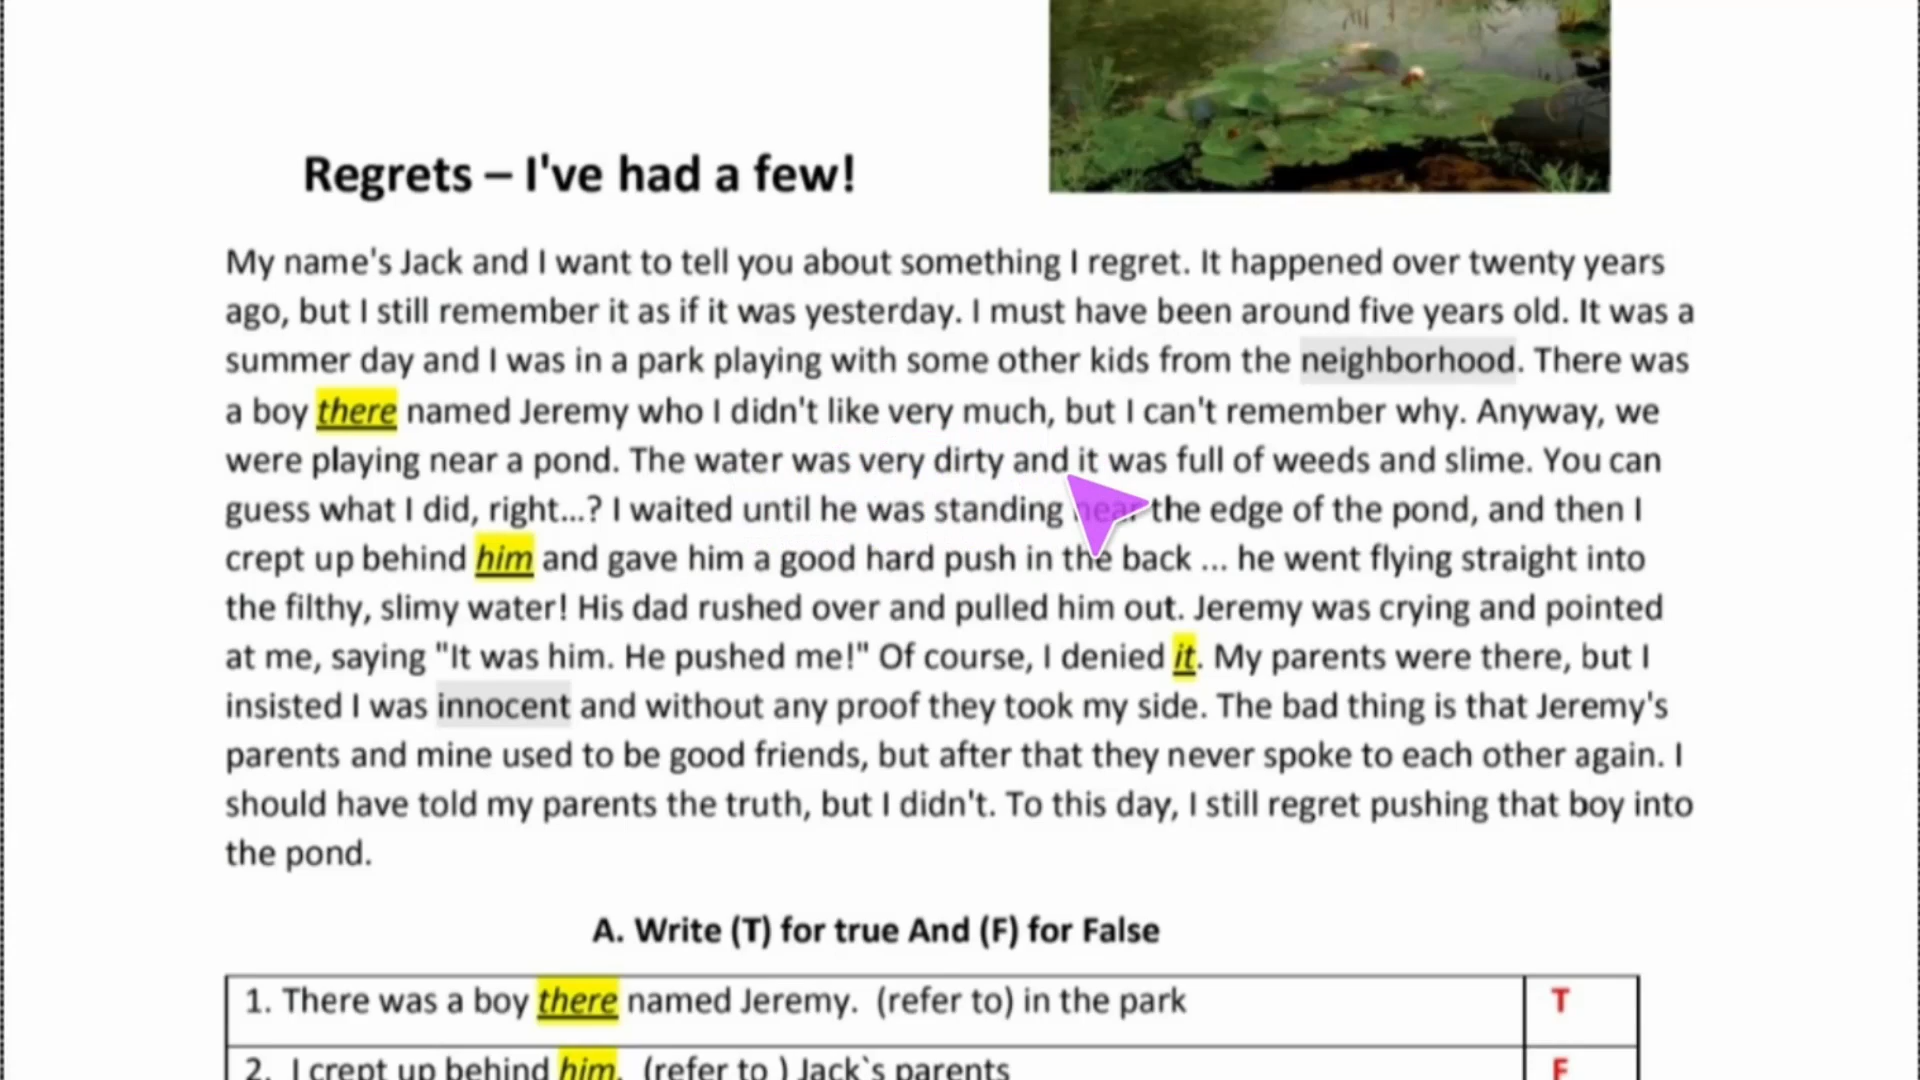 Regrets – I've had a few!
My name's Jack and I want to tell you about something I regret. It happened over twenty years
ago, but I still remember it as if it was yesterday. I must have been around five years old. It was a
summer day and I was in a park playing with some other kids from the neighborhood. There was
a boy there named Jeremy who I didn't like very much, but I can't remember why. Anyway, we
were playing near a pond. The water was very dirty and it was full of weeds and slime. You can
guess what I did, right...? I waited until he was standing near the edge of the pond, and then I
crept up behind him and gave him a good hard push in the back ... he went flying straight into
the filthy, slimy water! His dad rushed over and pulled him out. Jeremy was crying and pointed
at me, saying "It was him. He pushed me!" Of course, I denied it. My parents were there, but I
insisted I was innocent and without any proof they took my side. The bad thing is that Jeremy's
parents and mine used to be good friends, but after that they never spoke to each other again. I
should have told my parents the truth, but I didn't. To this day, I still regret pushing that boy into
the pond.
A. Write (T) for true And (F) for False
1. There was a boy there named Jeremy. (refer to) in the park T
2. I crept up behind him. (refer to ) Jack`s parents F